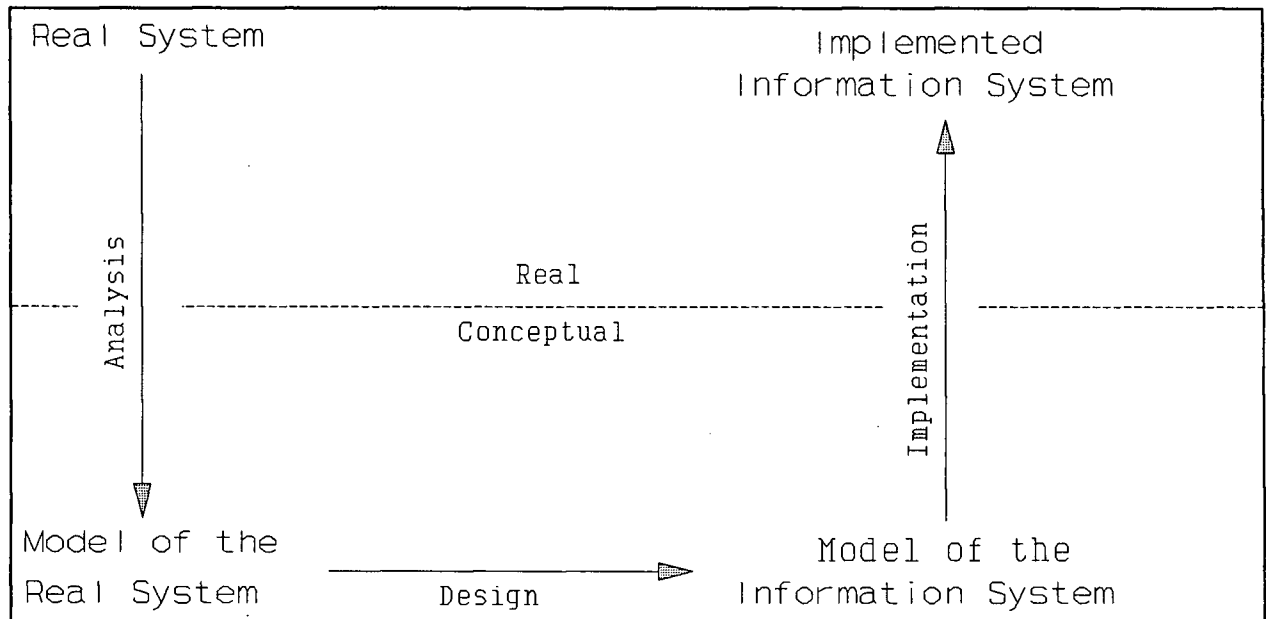 Real System
Implemented
Information System
Analysis
Real
Conceptual
Implementation
Model of the
Real System
Design
Model of the
Information System